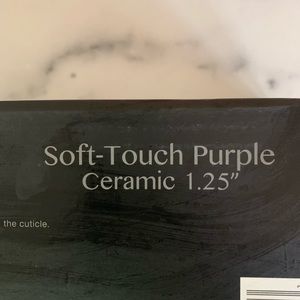 Soft-Touch Purple
Ceramic 1.25”
the cuticle.